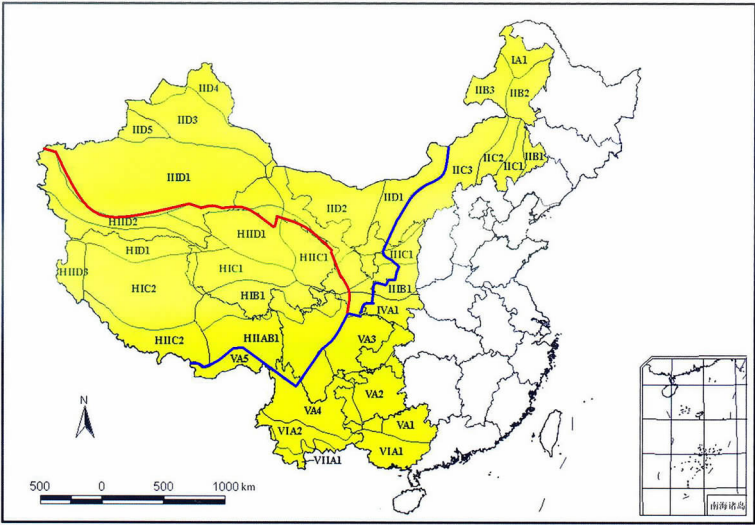 IA1
IID4
IIB3
IIB2
IID3
IID5
IIB1
IIC2
IIC1
IIC3
IIID1
IID1
IID2
HIID2
HIID1
HID1
IIIC1
HIIC1
HIID3
HIC1
HIC2
IIIB1
HIB1
IVA1
HIIC2
HIIAB1
VA3
VA5
VA2
N
VA4
VA1
VIA2
VIA1
VIIA1
500 0 500 1000 km
南海诸岛